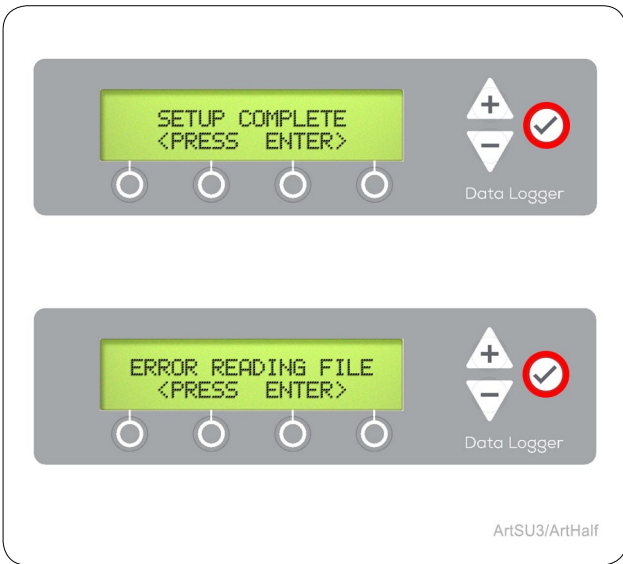 SETUP COMPLETE
<PRESS ENTER>
Data Logger
ERROR READING FILE
<PRESS ENTER>
Data Logger
ArtSU3/ArtHalf